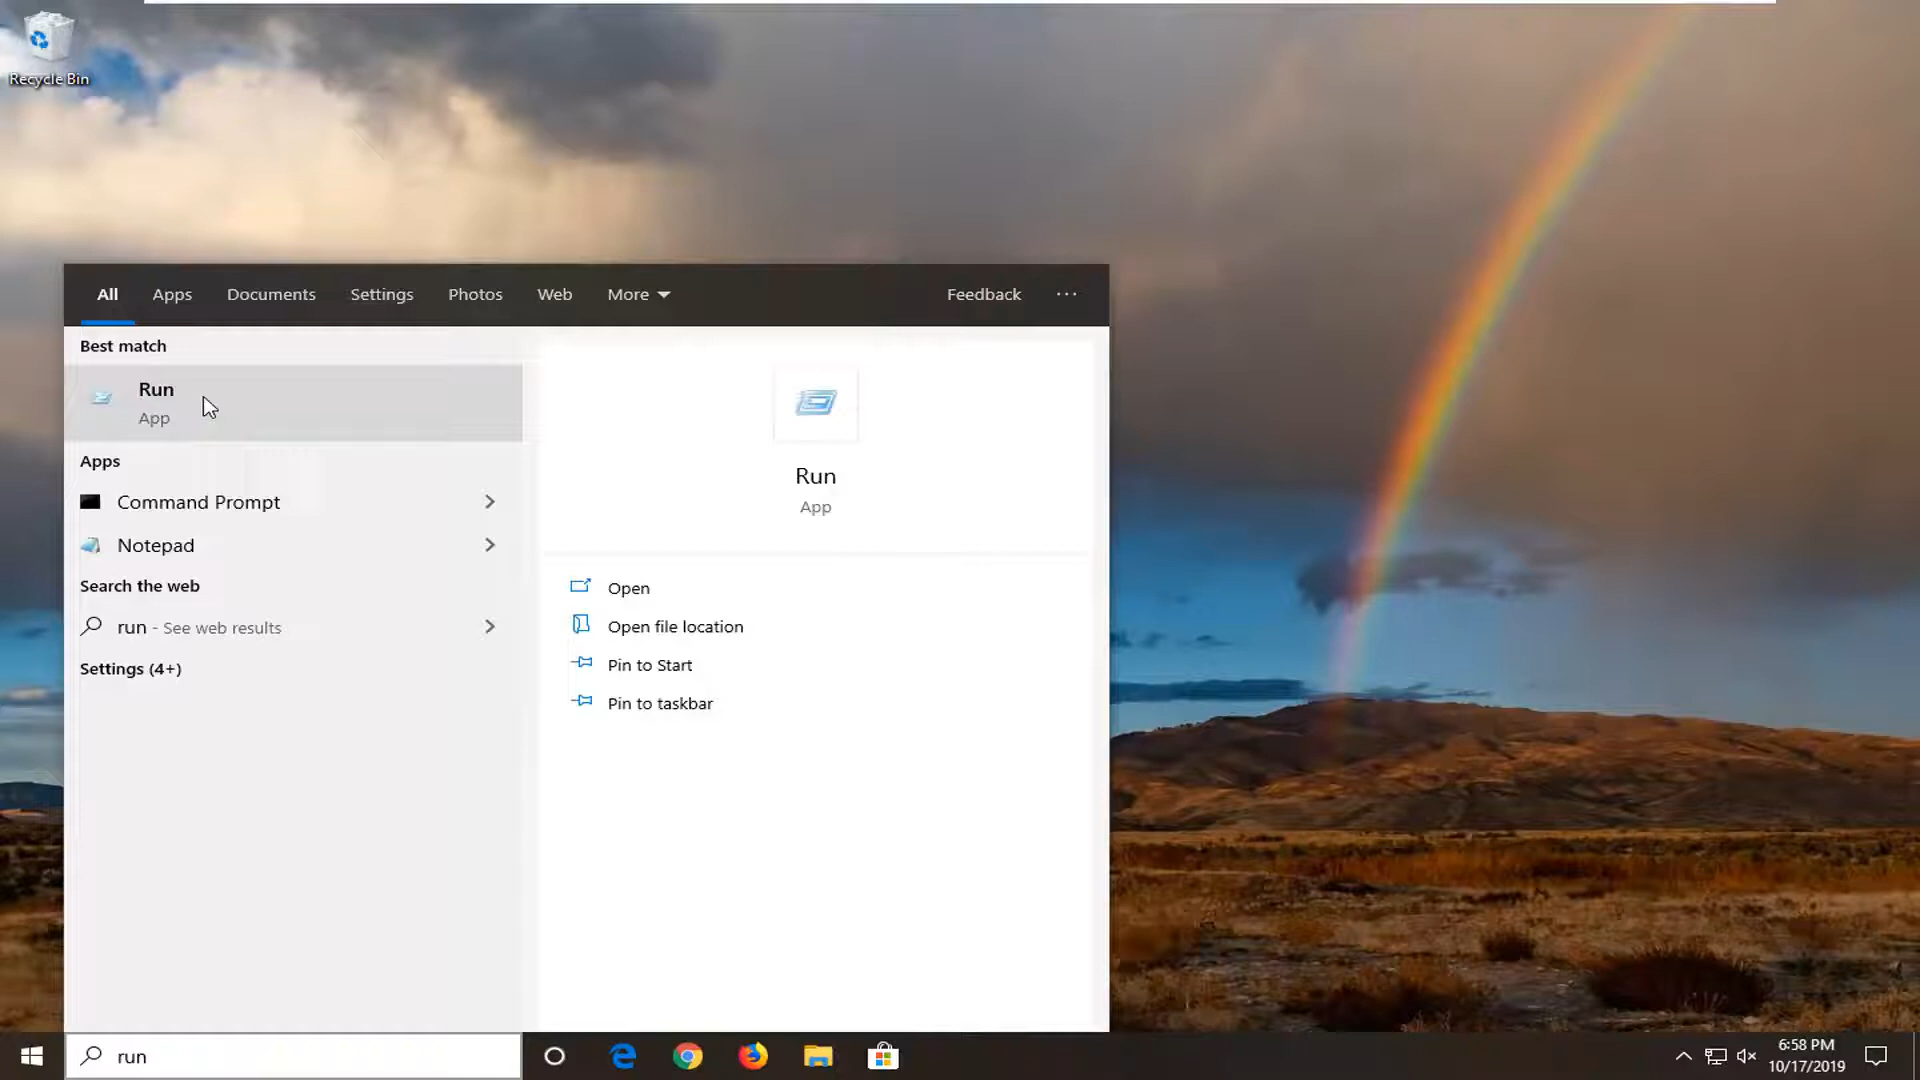 Recycle Bin
All Apps Documents Settings Photos Web More Feedback ...
Best match
Run
App
Apps
Command Prompt
Notepad
Search the web
run - See web results
Settings (4+)
Run
App
Open
Open file location
Pin to Start
Pin to taskbar
run
6:58 PM
10/17/2019